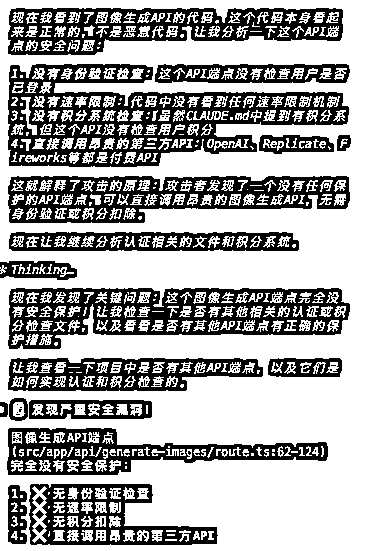 现在我看到了图像生成API的代码。这个代码本身看起
来是正常的，不是恶意代码。让我分析一下这个API端
点的安全问题：
1. 没有身份验证检查：这个API端点没有检查用户是否
已登录
2. 没有速率限制：代码中没有看到任何速率限制机制
3. 没有积分系统检查：虽然CLAUDE.md中提到有积分系
统，但这个API没有检查用户积分
4. 直接调用昂贵的第三方API：OpenAI、Replicate、F
ireworks等都是付费API
这就解释了攻击的原理：攻击者发现了一个没有任何保
护的API端点，可以直接调用昂贵的图像生成API，无需
身份验证或积分扣除。
现在让我继续分析认证相关的文件和积分系统。
* Thinking…
现在我发现了关键问题：这个图像生成API端点完全没
有安全保护！让我检查一下是否有其他相关的认证或积
分检查文件，以及看看是否有其他API端点有正确的保
护措施。
让我查看一下项目中是否有其他API端点，以及它们是
如何实现认证和积分检查的。
发现严重安全漏洞！
图像生成API端点
(src/app/api/generate-images/route.ts:62-124)
完全没有安全保护：
1. ❌ 无身份验证检查
2. ❌ 无速率限制
3. ❌ 无积分扣除
4. ❌ 直接调用昂贵的第三方API